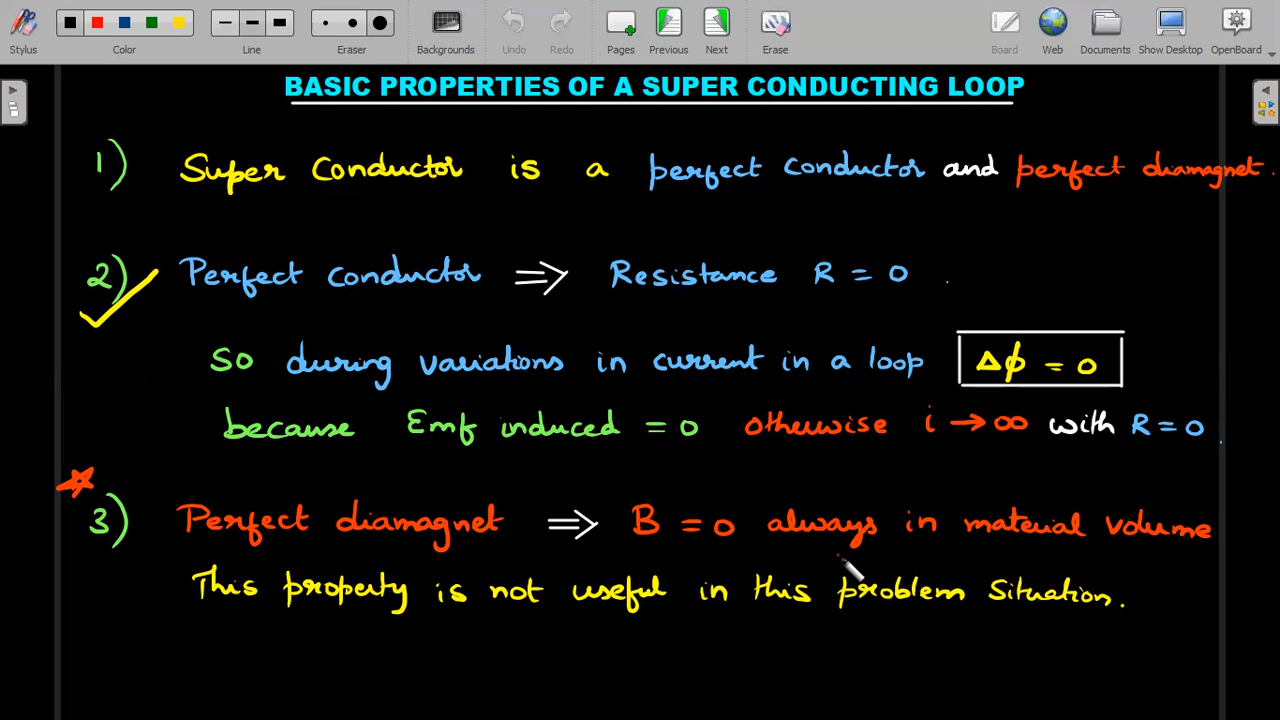 Stylus Color Line Eraser Backgrounds Undo Redo Pages Previous Next Erase Board Web Documents Show Desktop OpenBoard
BASIC PROPERTIES OF A SUPER CONDUCTING LOOP
1) Super Conductor is a perfect conductor and perfect diamagnet.
2) Perfect conductor ⟹ Resistance R = 0 .
SO during variations in current in a loop Δϕ = 0
because Emf induced = 0 otherwise i → ∞ with R = 0 .
3) Perfect diamagnet ⟹ B = 0 always in material volume
This property is not useful in this problem situation.